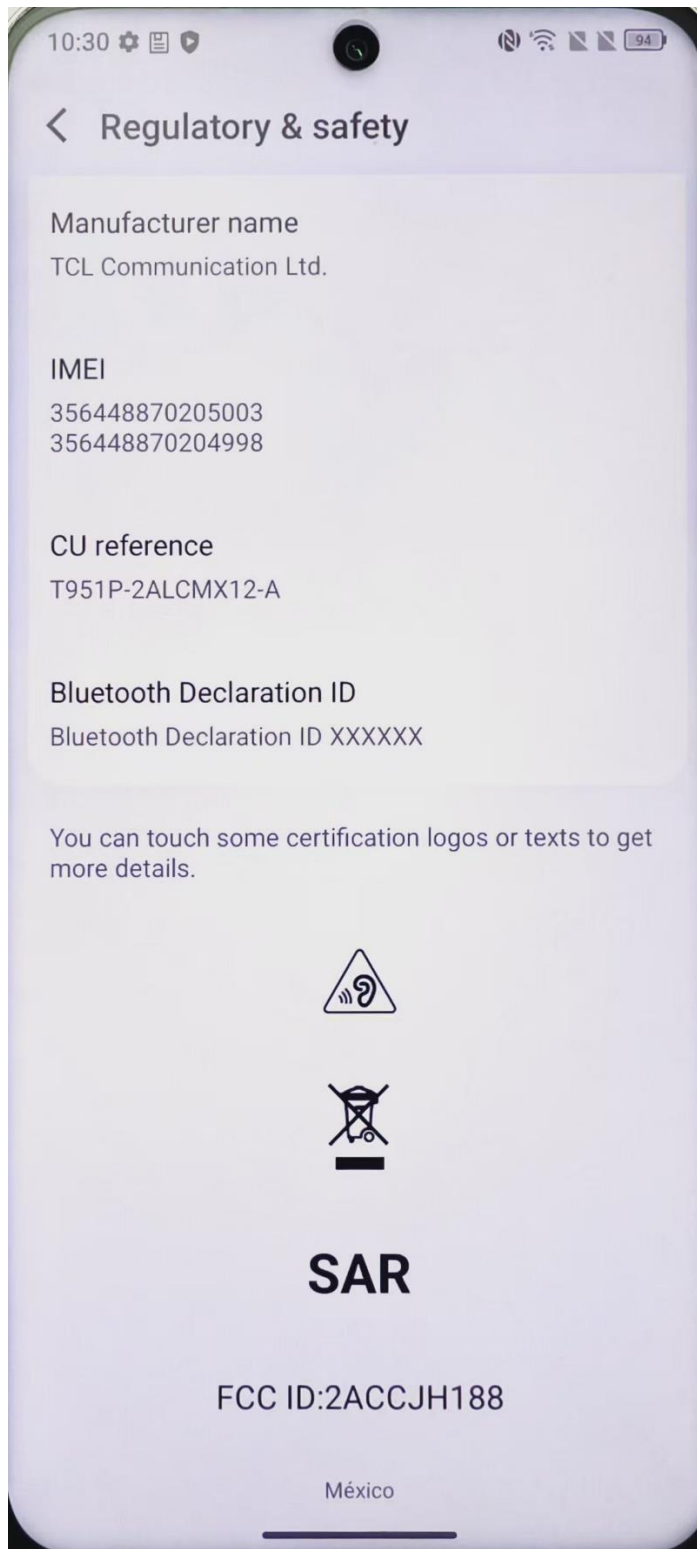 10:30
94
Regulatory & safety
Manufacturer name
TCL Communication Ltd.
IMEI
356448870205003
356448870204998
CU reference
T951P-2ALCMX12-A
Bluetooth Declaration ID
Bluetooth Declaration ID XXXXXX
You can touch some certification logos or texts to get
more details.
SAR
FCC ID:2ACCJH188
México